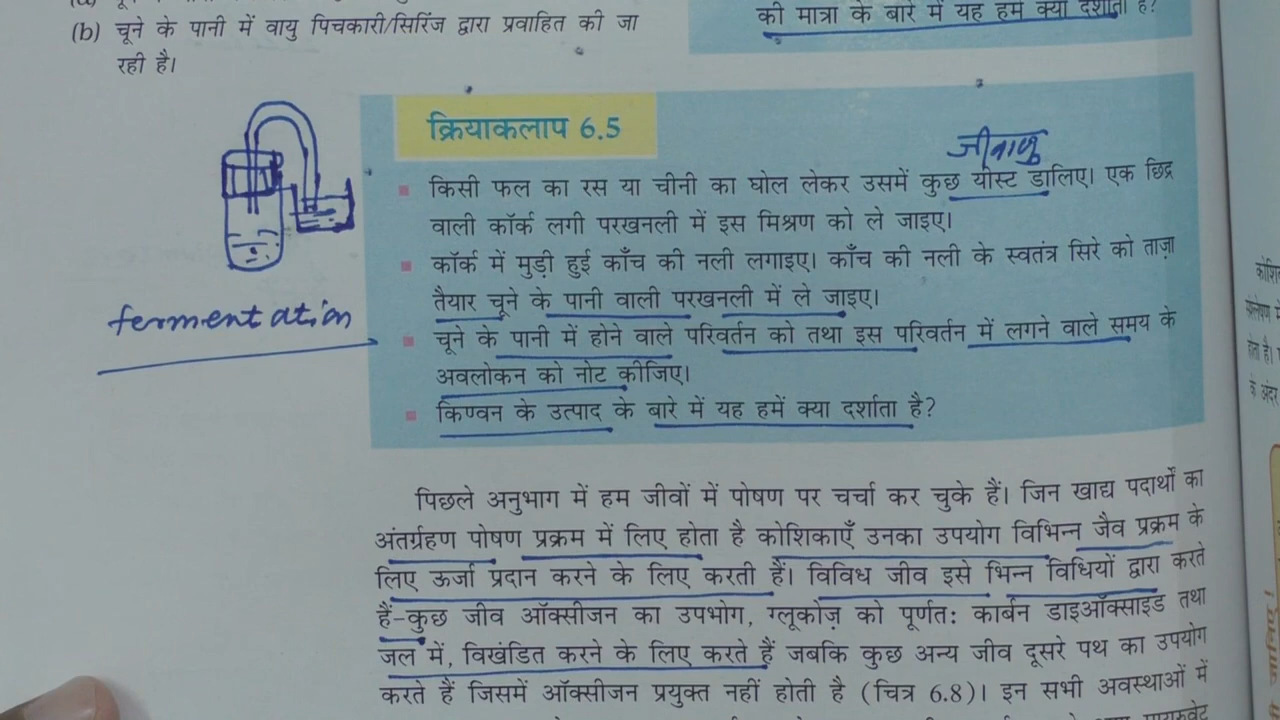 (b) चूने के पानी में वायु पिचकारी/सिरिंज द्वारा प्रवाहित की जा
रही है।
की मात्रा के बारे में यह हमें क्या दर्शाता है?
क्रियाकलाप 6.5
जीवाणु
किसी फल का रस या चीनी का घोल लेकर उसमें कुछ यीस्ट डालिए। एक छिद्र
वाली कॉर्क लगी परखनली में इस मिश्रण को ले जाइए।
कॉर्क में मुड़ी हुई काँच की नली लगाइए। काँच की नली के स्वतंत्र सिरे को ताज़ा
तैयार चूने के पानी वाली परखनली में ले जाइए।
चूने के पानी में होने वाले परिवर्तन को तथा इस परिवर्तन में लगने वाले समय के
अवलोकन को नोट कीजिए।
किण्वन के उत्पाद के बारे में यह हमें क्या दर्शाता है?
fermentation
पिछले अनुभाग में हम जीवों में पोषण पर चर्चा कर चुके हैं। जिन खाद्य पदार्थों का
अंतर्ग्रहण पोषण प्रक्रम में लिए होता है कोशिकाएँ उनका उपयोग विभिन्न जैव प्रक्रम के
लिए ऊर्जा प्रदान करने के लिए करती हैं। विविध जीव इसे भिन्न विधियों द्वारा करते
हैं-कुछ जीव ऑक्सीजन का उपभोग, ग्लूकोज़ को पूर्णत: कार्बन डाइऑक्साइड तथा
जल में, विखंडित करने के लिए करते हैं जबकि कुछ अन्य जीव दूसरे पथ का उपयोग
करते हैं जिसमें ऑक्सीजन प्रयुक्त नहीं होती है (चित्र 6.8)। इन सभी अवस्थाओं में